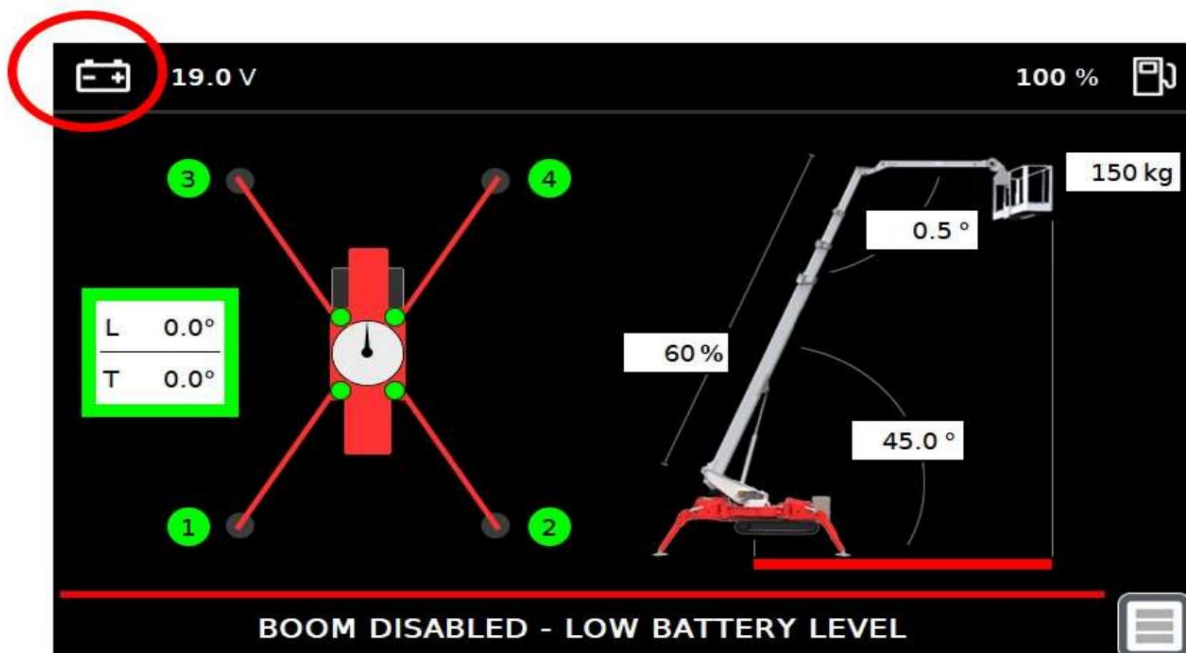 19.0 V
100 %
3
4
150 kg
0.5 °
L 0.0°
T 0.0°
60 %
45.0 °
1
2
BOOM DISABLED - LOW BATTERY LEVEL